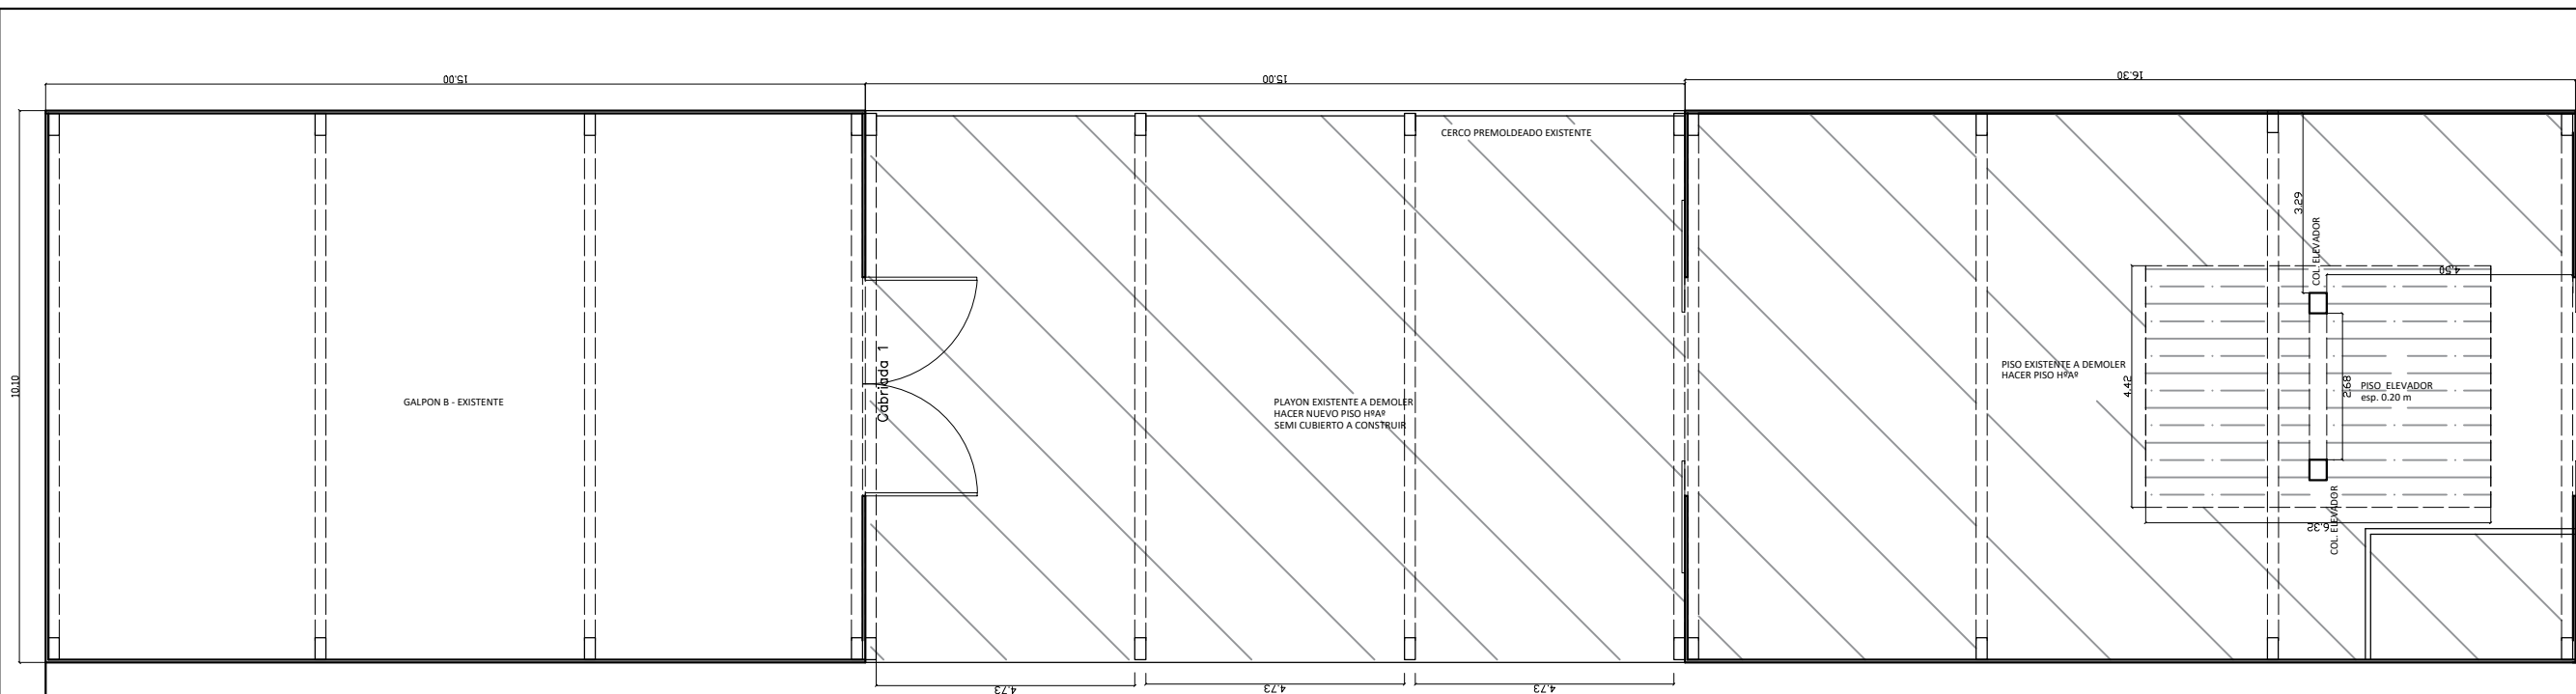 15.00
15.00
16.30
CERCO PREMOLDEADO EXISTENTE
3.29
COL. ELEVADOR
4.50
Cabriada 1
10.10
GALPON B - EXISTENTE
PLAYON EXISTENTE A DEMOLER
HACER NUEVO PISO HºAº
SEMI CUBIERTO A CONSTRUIR
PISO EXISTENTE A DEMOLER
HACER PISO HºAº
4.42
2.68
PISO ELEVADOR
esp. 0.20 m
6.32
COL. ELEVADOR
4.73
4.73
4.73